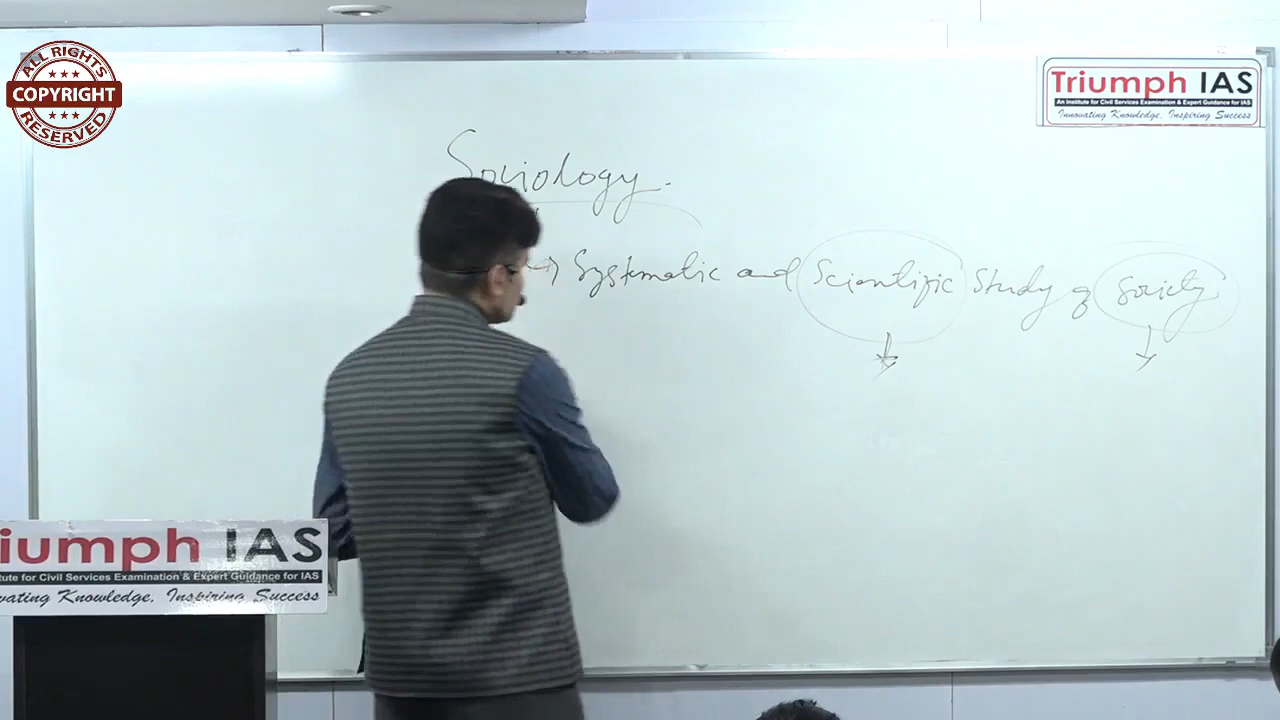 ALL RIGHTS
COPYRIGHT
RESERVED
Triumph IAS
An Institute for Civil Services Examination & Expert Guidance for IAS
Innovating Knowledge, Inspiring Success
Sociology
→ Systematic and Scientific Study of Society
iumph IAS
tute for Civil Services Examination & Expert Guidance for IAS
vating Knowledge, Inspiring Success